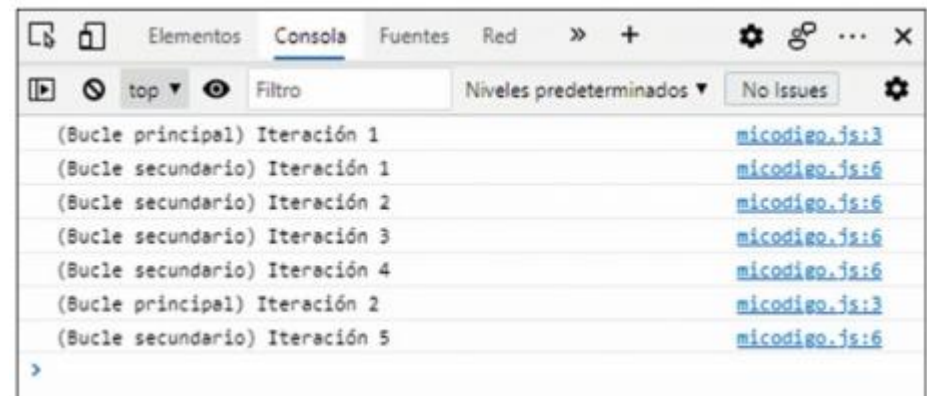 Elementos Consola Fuentes Red » + ··· ×
top ▼ Filtro Niveles predeterminados ▼ No Issues
(Bucle principal) Iteración 1 micodigo.js:3
(Bucle secundario) Iteración 1 micodigo.js:6
(Bucle secundario) Iteración 2 micodigo.js:6
(Bucle secundario) Iteración 3 micodigo.js:6
(Bucle secundario) Iteración 4 micodigo.js:6
(Bucle principal) Iteración 2 micodigo.js:3
(Bucle secundario) Iteración 5 micodigo.js:6
>